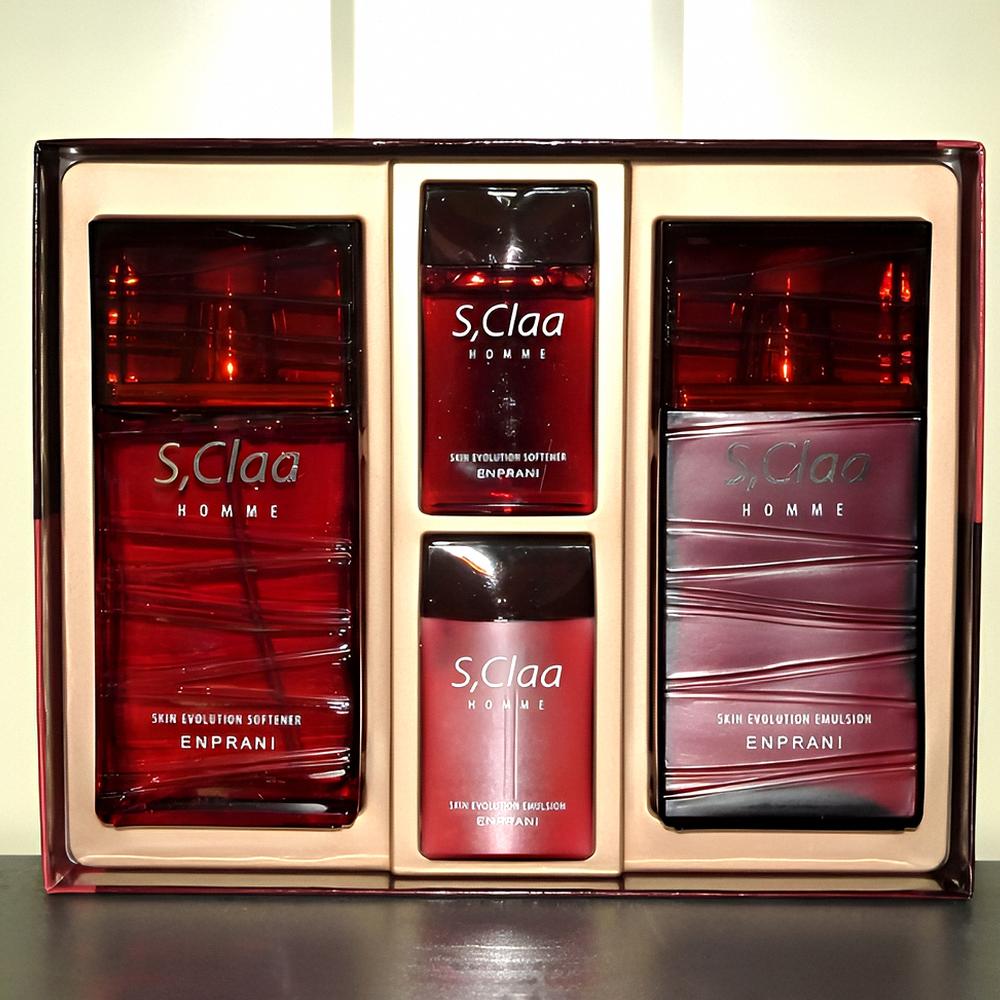 S,Claa
HOMME
SKIN EVOLUTION SOFTENER
ENPRANI
S,Claa
HOMME
SKIN EVOLUTION SOFTENER
ENPRANI
S,Claa
HOMME
SKIN EVOLUTION EMULSION
ENPRANI
S,Claa
HOMME
SKIN EVOLUTION EMULSION
ENPRANI